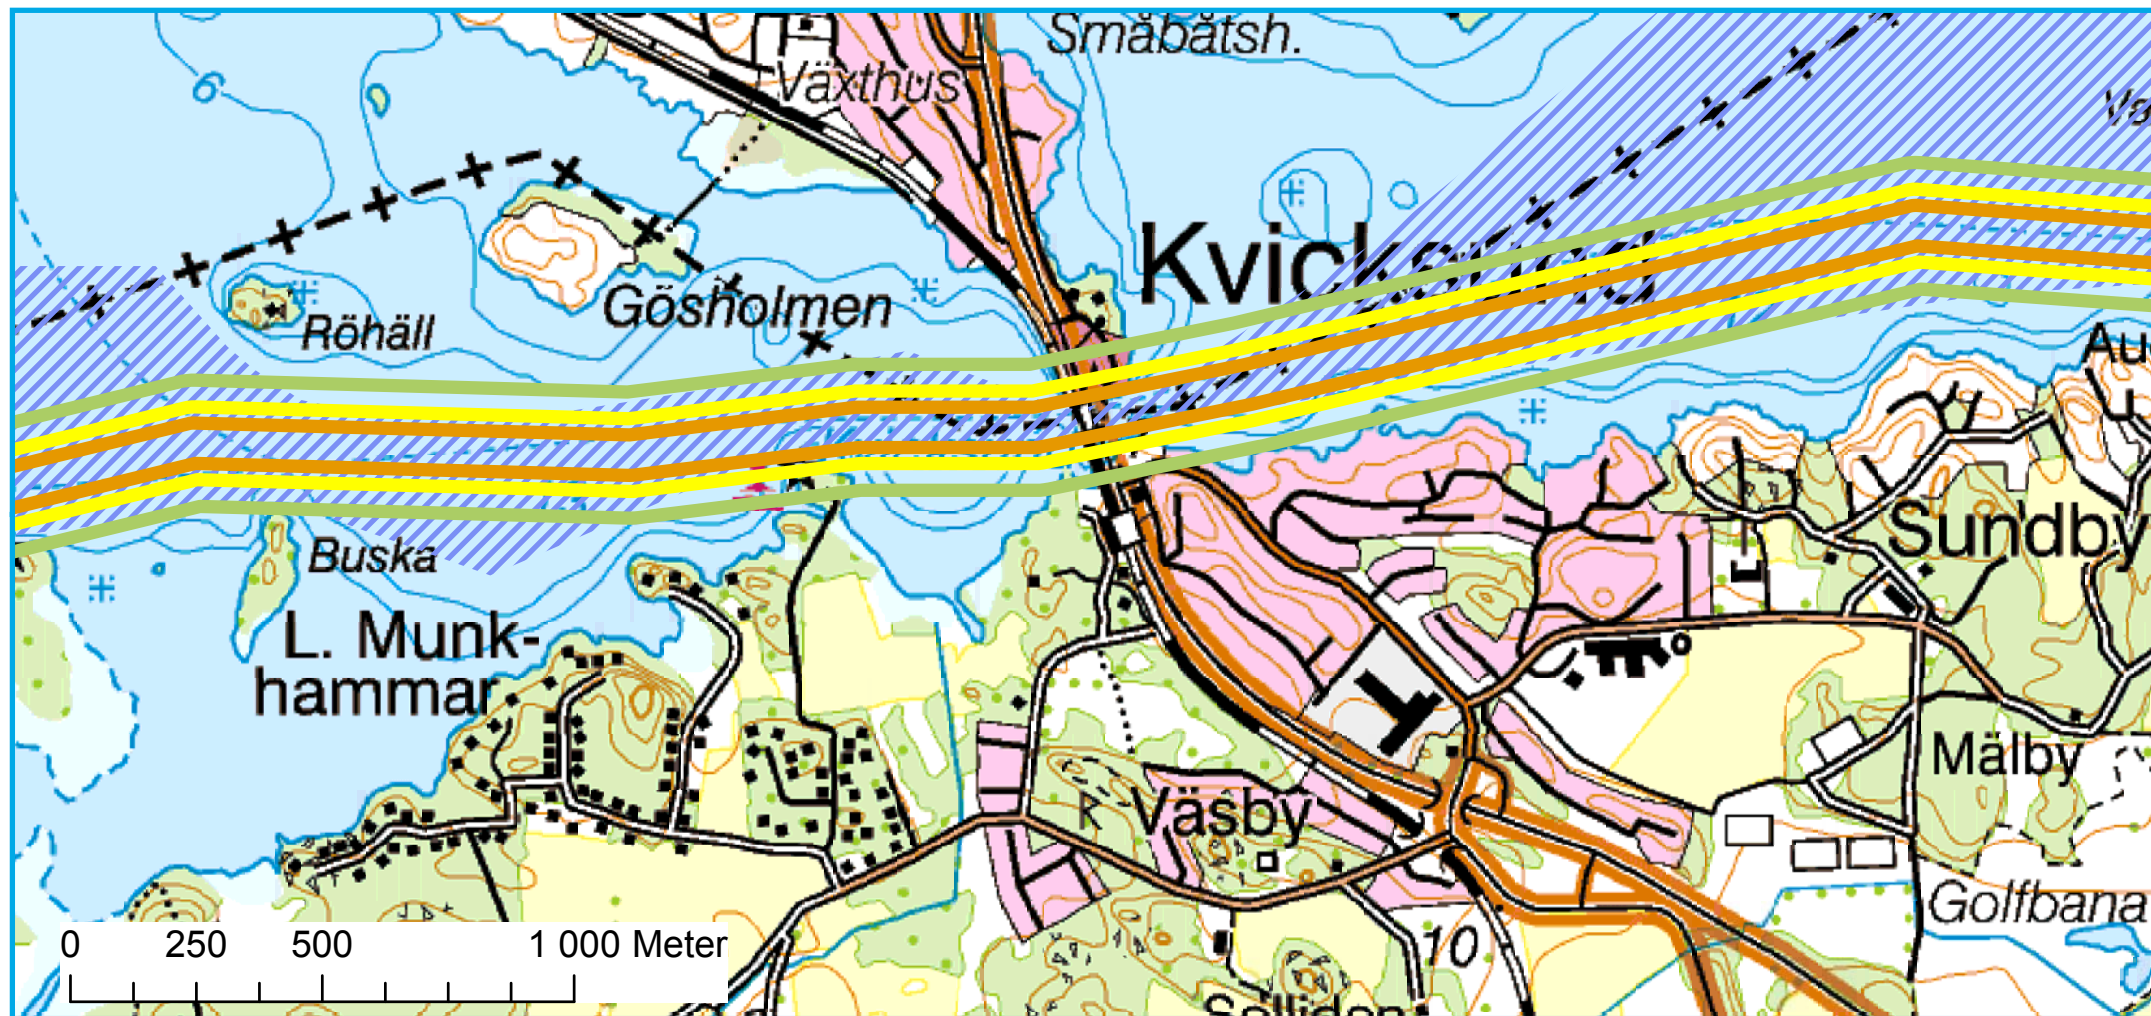 Småbåtsh.
Växthus
6
Kvicksund
Gösholmen
Röhäll
Sundby
Buska
L. Munk-
hammar
Mälby
Väsby
Golfbana
10
0 250 500 1 000 Meter